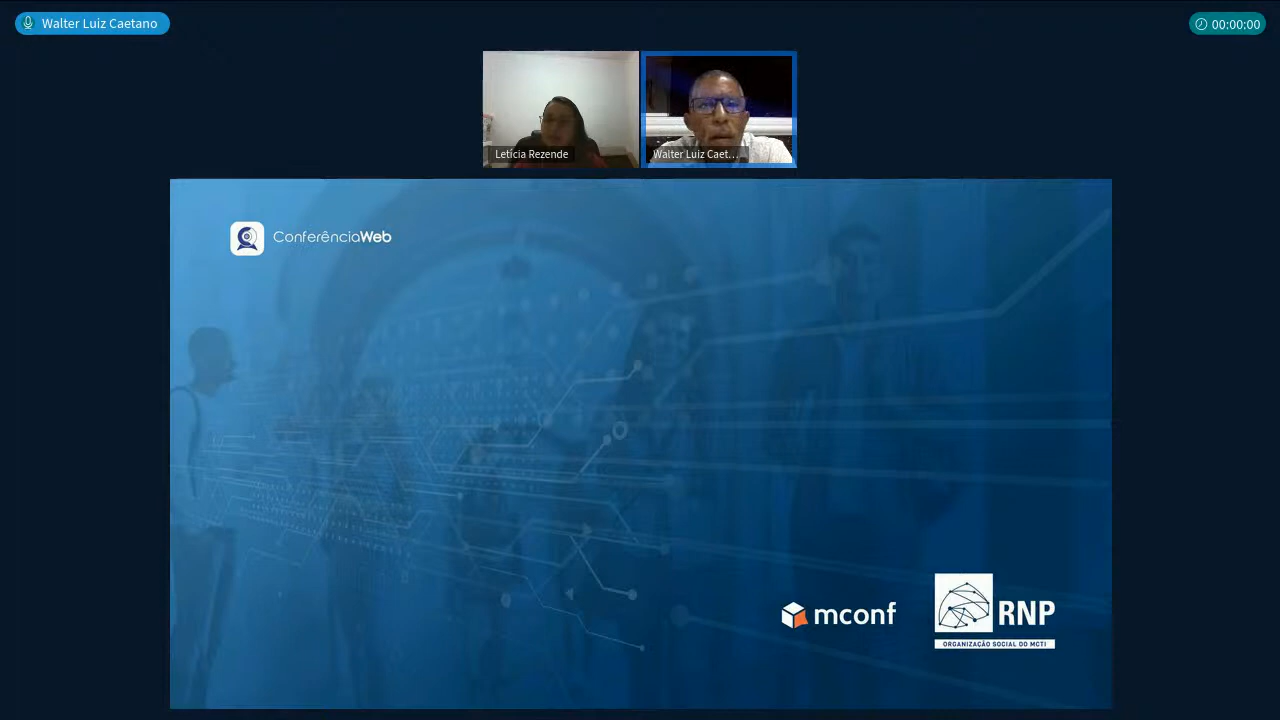 Walter Luiz Caetano
00:00:00
Letícia Rezende
Walter Luiz Caet...
ConferênciaWeb
mconf
RNP
ORGANIZAÇÃO SOCIAL DO MCTI